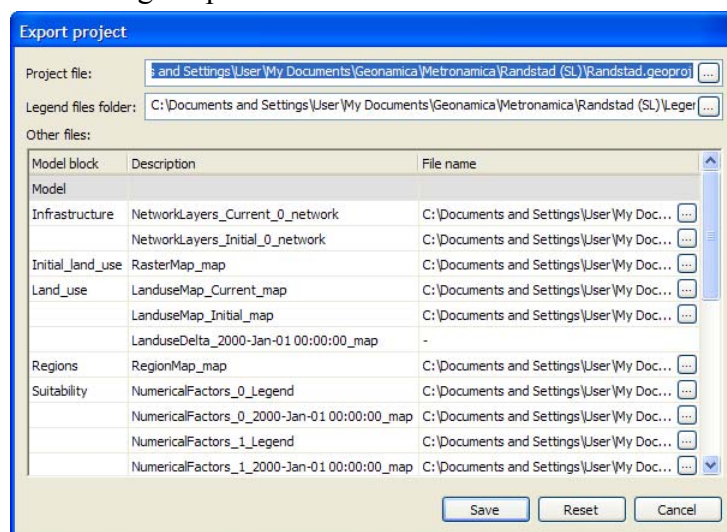 Export project
Project file: s and Settings\User\My Documents\Geonamica\Metronamica\Randstad (SL)\Randstad.geoproj ...
Legend files folder: C:\Documents and Settings\User\My Documents\Geonamica\Metronamica\Randstad (SL)\Leger ...
Other files:
Model block Description File name
Model
Infrastructure NetworkLayers_Current_0_network C:\Documents and Settings\User\My Doc... ...
NetworkLayers_Initial_0_network C:\Documents and Settings\User\My Doc... ...
Initial_land_use RasterMap_map C:\Documents and Settings\User\My Doc... ...
Land_use LanduseMap_Current_map C:\Documents and Settings\User\My Doc... ...
LanduseMap_Initial_map C:\Documents and Settings\User\My Doc... ...
LanduseDelta_2000-Jan-01 00:00:00_map -
Regions RegionMap_map C:\Documents and Settings\User\My Doc... ...
Suitability NumericalFactors_0_Legend C:\Documents and Settings\User\My Doc... ...
NumericalFactors_0_2000-Jan-01 00:00:00_map C:\Documents and Settings\User\My Doc... ...
NumericalFactors_1_Legend C:\Documents and Settings\User\My Doc... ...
NumericalFactors_1_2000-Jan-01 00:00:00_map C:\Documents and Settings\User\My Doc... ...
Save Reset Cancel